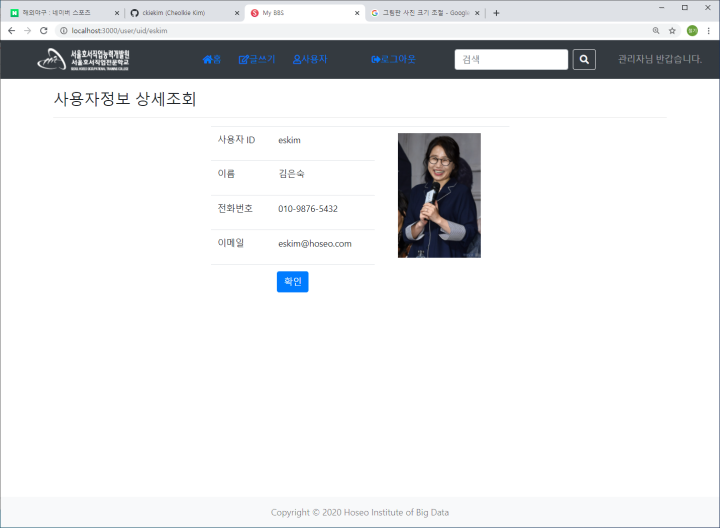 해외야구 : 네이버 스포츠
ckiekim (Cheolkie Kim)
My BBS
그림판 사진 크기 조절 - Google
localhost:3000/user/uid/eskim
서울호서직업능력개발원
서울호서직업전문학교
홈
글쓰기
사용자
로그아웃
검색
관리자님 반갑습니다.
사용자정보 상세조회
사용자 ID eskim
이름 김은숙
전화번호 010-9876-5432
이메일 eskim@hoseo.com
확인
Copyright © 2020 Hoseo Institute of Big Data